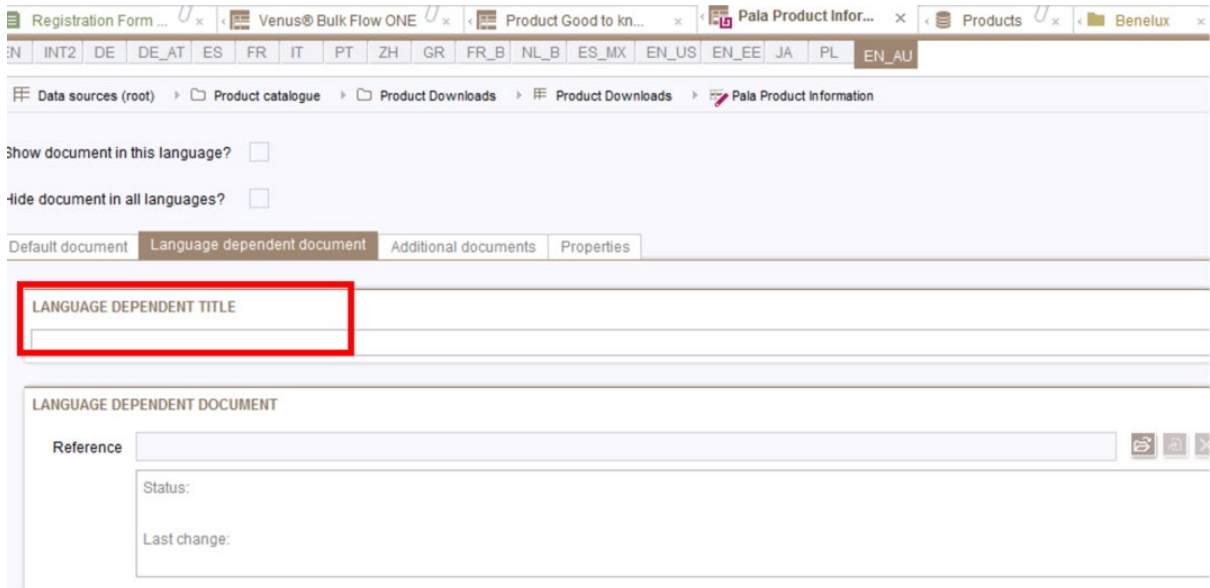 Registration Form ... Venus® Bulk Flow ONE Product Good to kn... Pala Product Infor... Products Benelux
EN INT2 DE DE_AT ES FR IT PT ZH GR FR_B NL_B ES_MX EN_US EN_EE JA PL EN_AU
Data sources (root) Product catalogue Product Downloads Product Downloads Pala Product Information
Show document in this language?
Hide document in all languages?
Default document Language dependent document Additional documents Properties
LANGUAGE DEPENDENT TITLE
LANGUAGE DEPENDENT DOCUMENT
Reference
Status:
Last change: